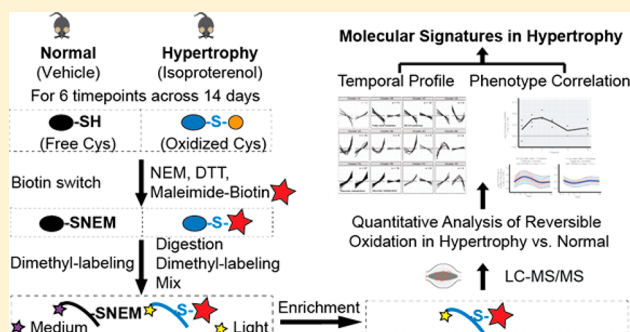 Normal
(Vehicle)
Hypertrophy
(Isoproterenol)
For 6 timepoints across 14 days
-SH
(Free Cys)
-S-
(Oxidized Cys)
Biotin switch
NEM, DTT,
Maleimide-Biotin
-SNEM
-S-
Dimethyl-labeling
Digestion
Dimethyl-labeling
Mix
-SNEM
S-
Medium
Light
Enrichment
Molecular Signatures in Hypertrophy
Temporal Profile
Phenotype Correlation
Quantitative Analysis of Reversible
Oxidation in Hypertrophy vs. Normal
LC-MS/MS
S-